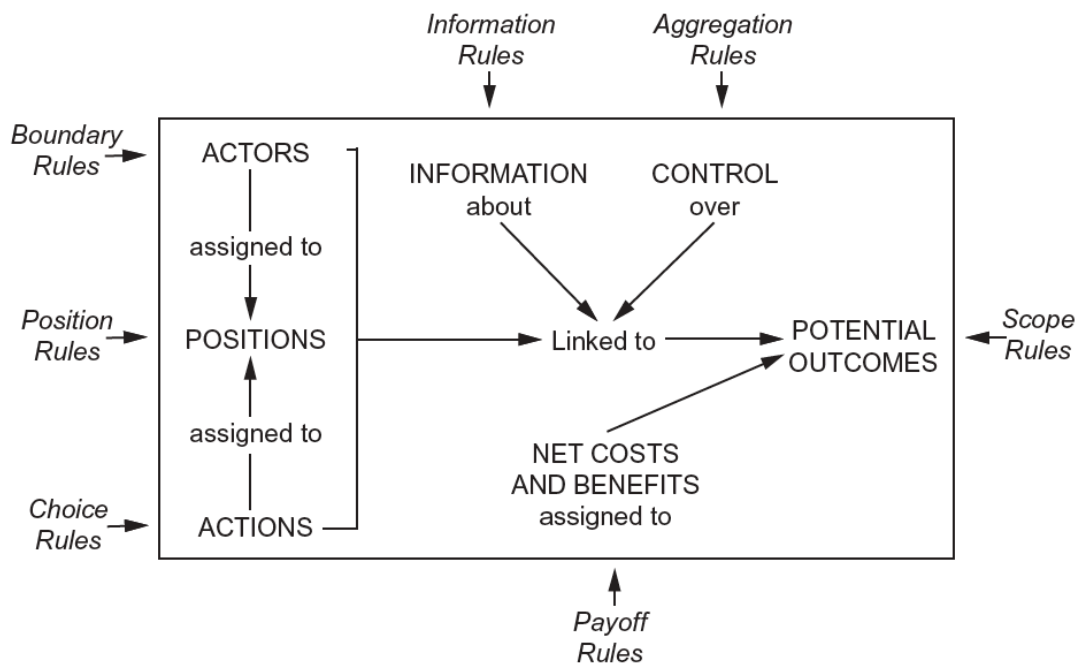 Information
Rules
Aggregation
Rules
Boundary
Rules
ACTORS
INFORMATION
about
CONTROL
over
assigned to
Position
Rules
POSITIONS
Linked to
POTENTIAL
OUTCOMES
Scope
Rules
assigned to
NET COSTS
AND BENEFITS
assigned to
Choice
Rules
ACTIONS
Payoff
Rules